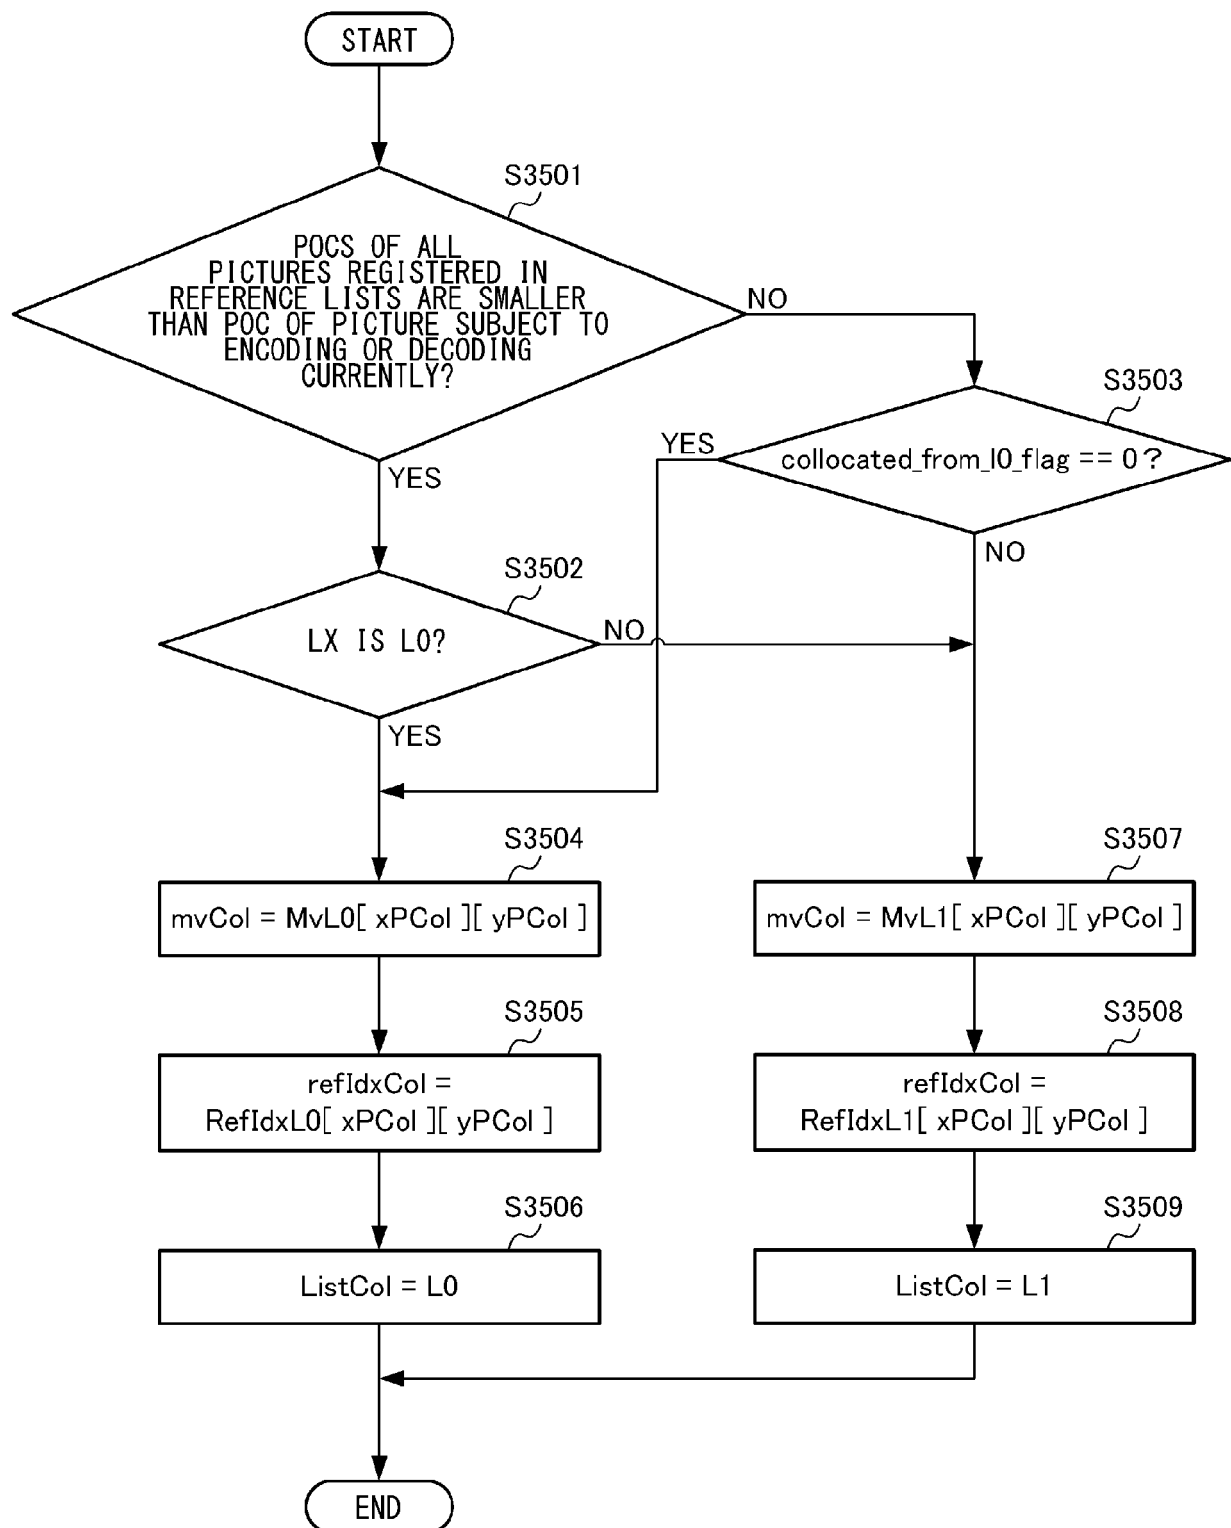 START
S3501
POCS OF ALL
PICTURES REGISTERED IN
REFERENCE LISTS ARE SMALLER
THAN POC OF PICTURE SUBJECT TO
ENCODING OR DECODING
CURRENTLY?
NO
YES
S3503
collocated_from_l0_flag == 0?
YES
NO
S3502
LX IS L0?
NO
YES
S3504
mvCol = MvL0[ xPCol ][ yPCol ]
S3505
refIdxCol =
RefIdxL0[ xPCol ][ yPCol ]
S3506
ListCol = L0
S3507
mvCol = MvL1[ xPCol ][ yPCol ]
S3508
refIdxCol =
RefIdxL1[ xPCol ][ yPCol ]
S3509
ListCol = L1
END